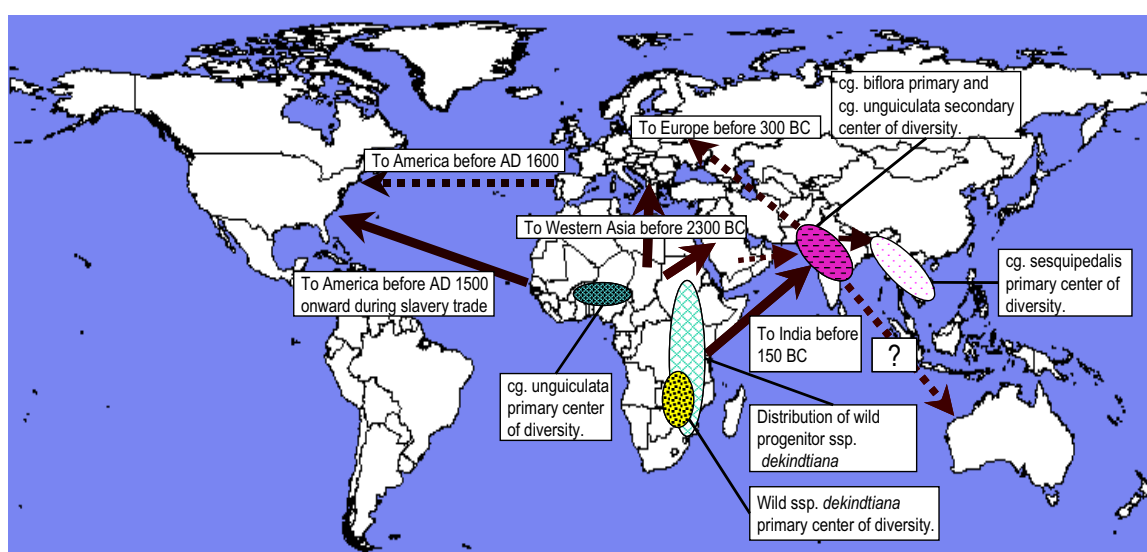 cg. biflora primary and
cg. unguiculata secondary
center of diversity.
To Europe before 300 BC
To America before AD 1600
To Western Asia before 2300 BC
cg. sesquipedalis
primary center of
diversity.
To America before AD 1500
onward during slavery trade
To India before
150 BC
?
cg. unguiculata
primary center
of diversity.
Distribution of wild
progenitor ssp.
dekindtiana
Wild ssp. dekindtiana
primary center of diversity.